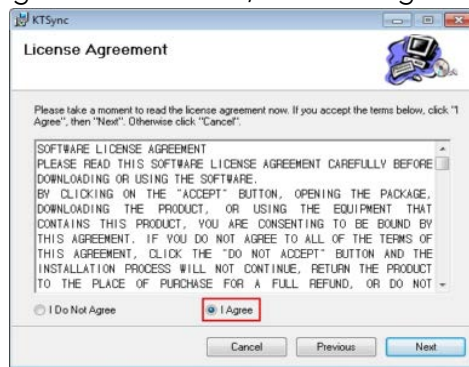 KTSync
License Agreement
Please take a moment to read the license agreement now. If you accept the terms below, click "I
Agree", then "Next". Otherwise click "Cancel".
SOFTWARE LICENSE AGREEMENT
PLEASE READ THIS SOFTWARE LICENSE AGREEMENT CAREFULLY BEFORE
DOWNLOADING OR USING THE SOFTWARE.
BY CLICKING ON THE "ACCEPT" BUTTON, OPENING THE PACKAGE,
DOWNLOADING THE PRODUCT, OR USING THE EQUIPMENT THAT
CONTAINS THIS PRODUCT, YOU ARE CONSENTING TO BE BOUND BY
THIS AGREEMENT. IF YOU DO NOT AGREE TO ALL OF THE TERMS OF
THIS AGREEMENT, CLICK THE "DO NOT ACCEPT" BUTTON AND THE
INSTALLATION PROCESS WILL NOT CONTINUE, RETURN THE PRODUCT
TO THE PLACE OF PURCHASE FOR A FULL REFUND, OR DO NOT
I Do Not Agree
I Agree
Cancel
Previous
Next